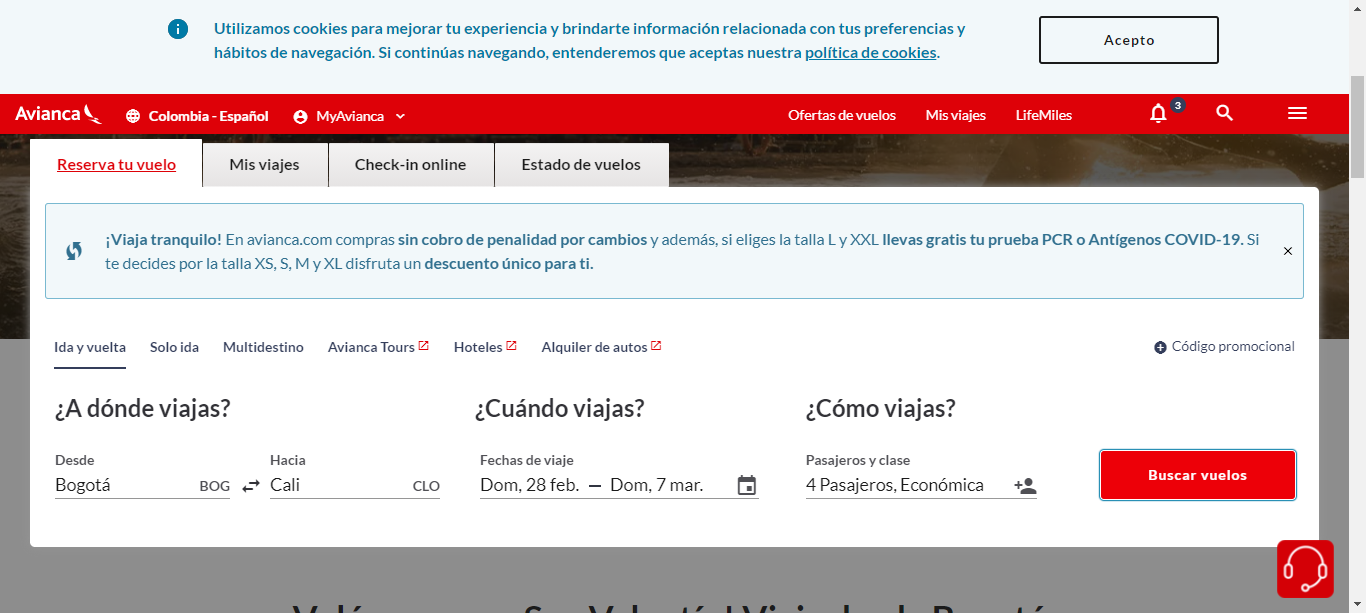 Utilizamos cookies para mejorar tu experiencia y brindarte información relacionada con tus preferencias y
hábitos de navegación. Si continúas navegando, entenderemos que aceptas nuestra política de cookies.
Acepto
Avianca
Colombia - Español
MyAvianca
Ofertas de vuelos
Mis viajes
LifeMiles
3
Reserva tu vuelo
Mis viajes
Check-in online
Estado de vuelos
¡Viaja tranquilo! En avianca.com compras sin cobro de penalidad por cambios y además, si eliges la talla L y XXL llevas gratis tu prueba PCR o Antígenos COVID-19. Si
te decides por la talla XS, S, M y XL disfruta un descuento único para ti.
Ida y vuelta
Solo ida
Multidestino
Avianca Tours
Hoteles
Alquiler de autos
Código promocional
¿A dónde viajas?
¿Cuándo viajas?
¿Cómo viajas?
Desde
Hacia
Fechas de viaje
Pasajeros y clase
Bogotá BOG
Cali CLO
Dom, 28 feb. — Dom, 7 mar.
4 Pasajeros, Económica
Buscar vuelos